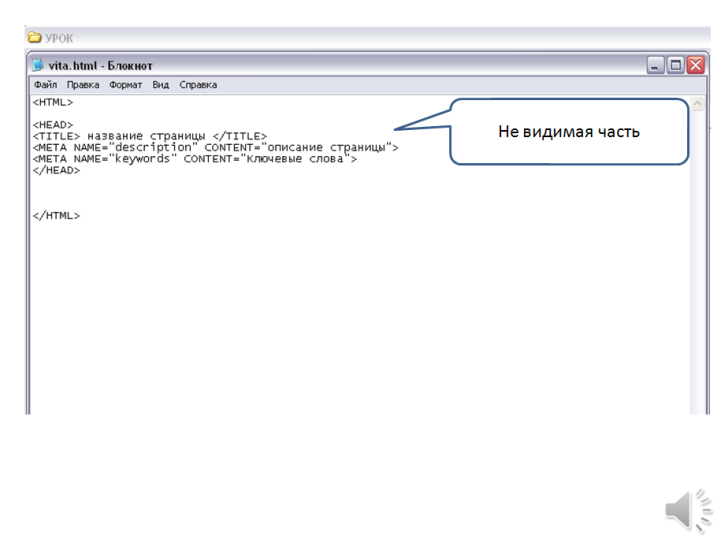 УРОК
vita.html - Блокнот
Файл Правка Формат Вид Справка
<HTML>
Не видимая часть
<HEAD>
<TITLE> название страницы </TITLE>
<META NAME="description" CONTENT="описание страницы">
<META NAME="keywords" CONTENT="Ключевые слова">
</HEAD>
</HTML>